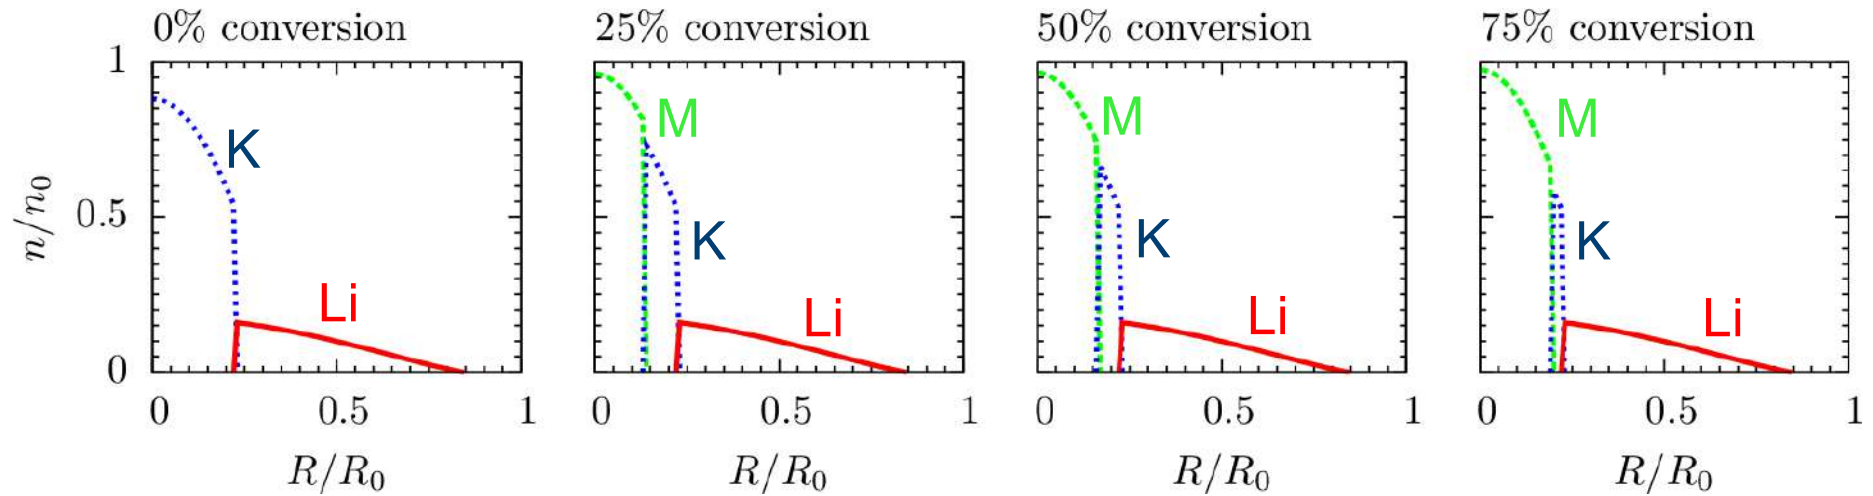 0% conversion
25% conversion
50% conversion
75% conversion
1
M
M
M
K
n/n₀
0.5
K
K
K
Li
Li
Li
Li
0
0 0.5 1
0 0.5 1
0 0.5 1
0 0.5 1
R/R₀
R/R₀
R/R₀
R/R₀